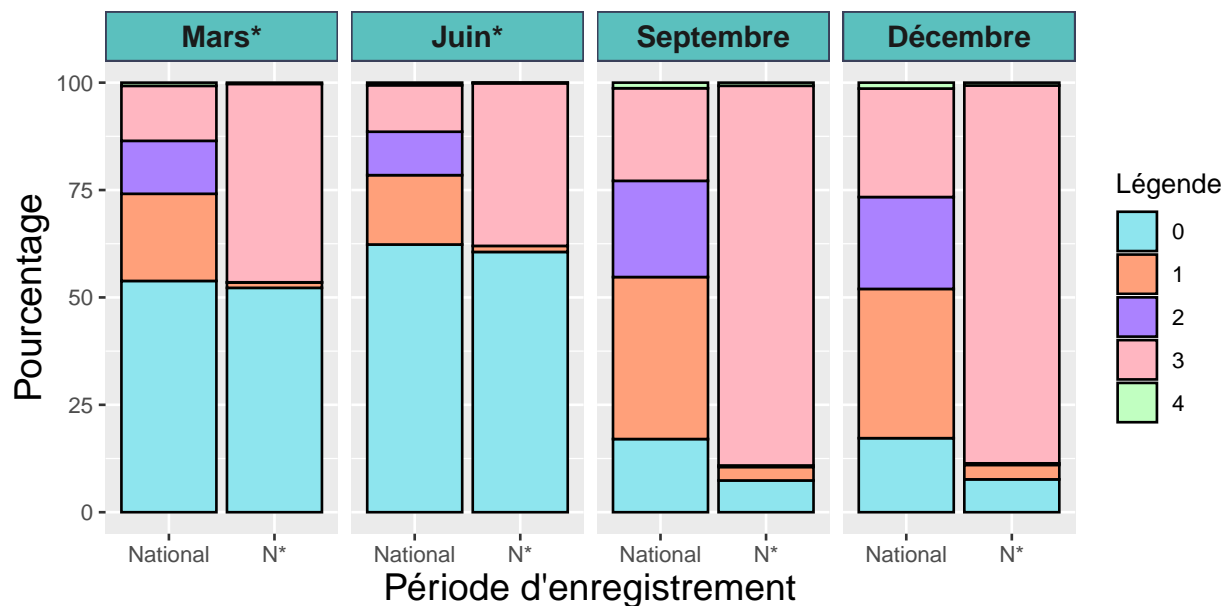 Mars*
Juin*
Septembre
Décembre
Pourcentage
100
75
50
25
0
National
N*
National
N*
National
N*
National
N*
Période d'enregistrement
Légende
0
1
2
3
4